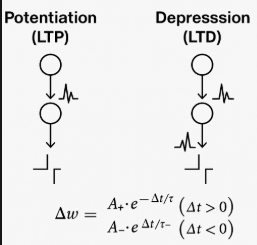 Potentiation
(LTP)
Depresssion
(LTD)
Δw = A₊·e^(−Δt/τ) (Δt > 0)
A₋·e^(Δt/τ₋) (Δt < 0)